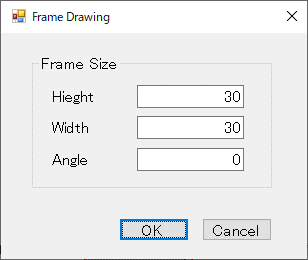 Frame Drawing
Frame Size
Hieght 30
Width 30
Angle 0
OK Cancel